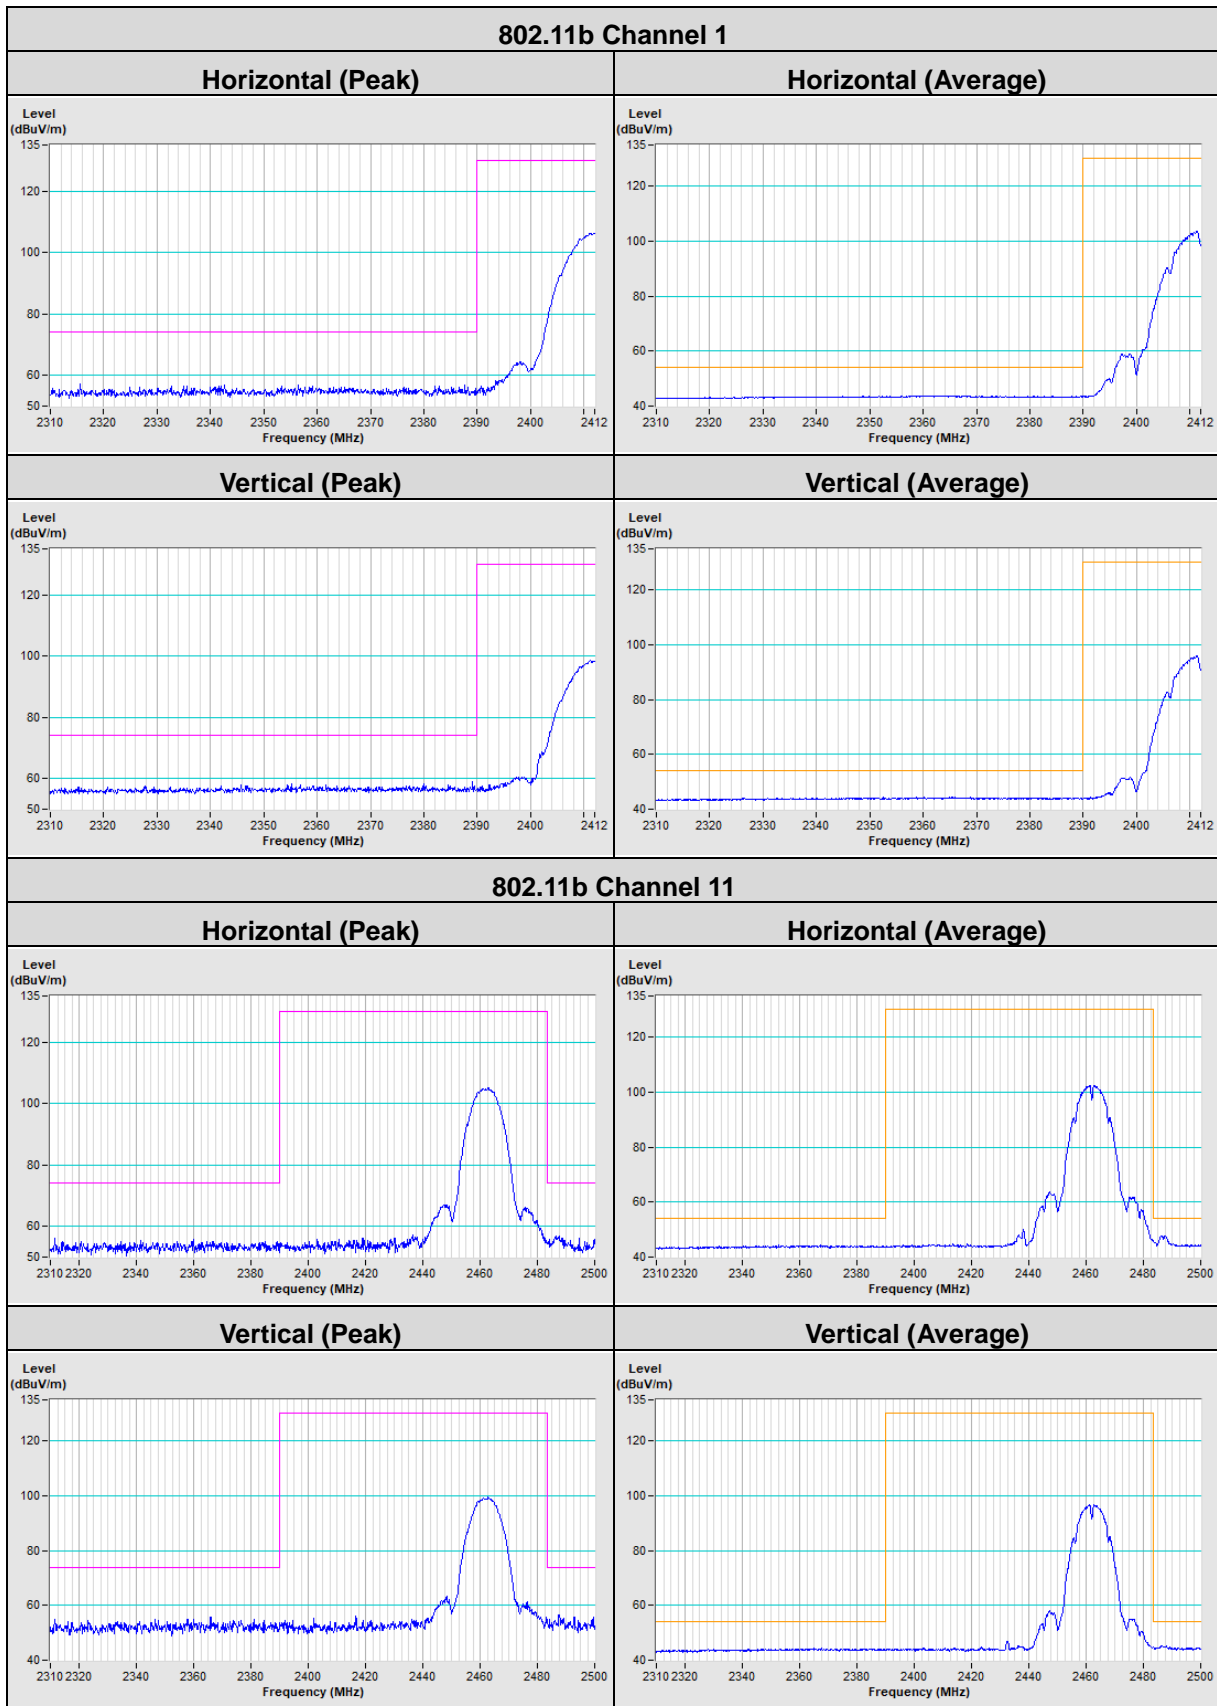 802.11b Channel 1
Horizontal (Peak)
Horizontal (Average)
Level
(dBuV/m)
135
120
100
80
60
50
2310 2320 2330 2340 2350 2360 2370 2380 2390 2400 2412
Frequency (MHz)
Level
(dBuV/m)
135
120
100
80
60
40
2310 2320 2330 2340 2350 2360 2370 2380 2390 2400 2412
Frequency (MHz)
Vertical (Peak)
Vertical (Average)
Level
(dBuV/m)
135
120
100
80
60
50
2310 2320 2330 2340 2350 2360 2370 2380 2390 2400 2412
Frequency (MHz)
Level
(dBuV/m)
135
120
100
80
60
40
2310 2320 2330 2340 2350 2360 2370 2380 2390 2400 2412
Frequency (MHz)
802.11b Channel 11
Horizontal (Peak)
Horizontal (Average)
Level
(dBuV/m)
135
120
100
80
60
50
2310 2320 2340 2360 2380 2400 2420 2440 2460 2480 2500
Frequency (MHz)
Level
(dBuV/m)
135
120
100
80
60
40
2310 2320 2340 2360 2380 2400 2420 2440 2460 2480 2500
Frequency (MHz)
Vertical (Peak)
Vertical (Average)
Level
(dBuV/m)
135
120
100
80
60
40
2310 2320 2340 2360 2380 2400 2420 2440 2460 2480 2500
Frequency (MHz)
Level
(dBuV/m)
135
120
100
80
60
40
2310 2320 2340 2360 2380 2400 2420 2440 2460 2480 2500
Frequency (MHz)